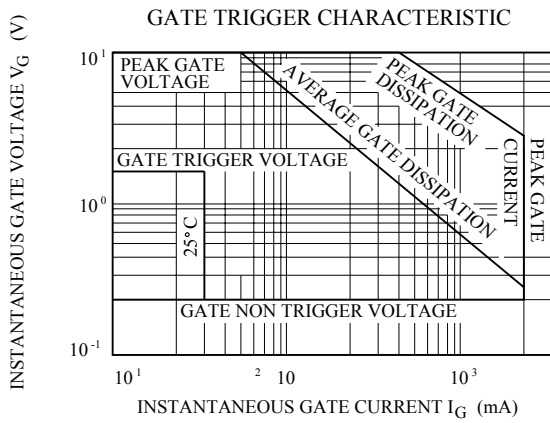 GATE TRIGGER CHARACTERISTIC
INSTANTANEOUS GATE VOLTAGE V_G (V)
10^1
PEAK GATE
VOLTAGE
PEAK GATE
DISSIPATION
AVERAGE GATE DISSIPATION
GATE TRIGGER VOLTAGE
PEAK GATE
CURRENT
10^0
25°C
GATE NON TRIGGER VOLTAGE
10^-1
10^1
2 10
10^3
INSTANTANEOUS GATE CURRENT I_G (mA)